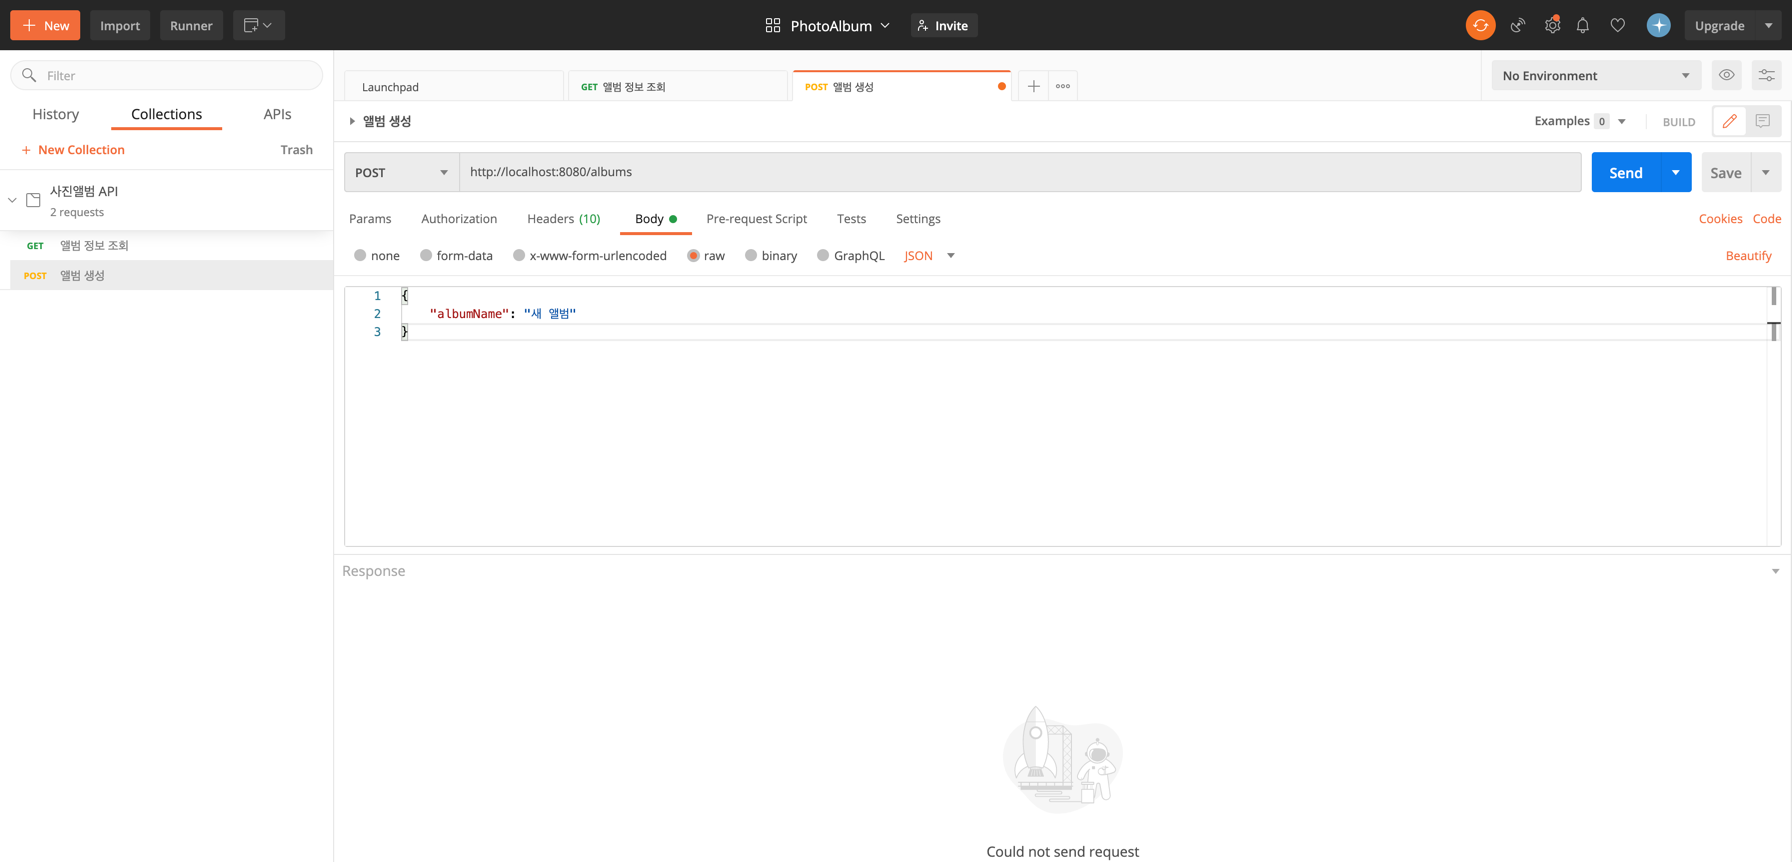 New
Import
Runner
PhotoAlbum
Invite
Upgrade
Filter
History
Collections
APIs
New Collection
Trash
사진앨범 API
2 requests
GET 앨범 정보 조회
POST 앨범 생성
Launchpad
GET 앨범 정보 조회
POST 앨범 생성
No Environment
앨범 생성
Examples 0
BUILD
POST
http://localhost:8080/albums
Send
Save
Params
Authorization
Headers (10)
Body
Pre-request Script
Tests
Settings
Cookies
Code
none
form-data
x-www-form-urlencoded
raw
binary
GraphQL
JSON
Beautify
1 {
2 "albumName": "새 앨범"
3 }
Response
Could not send request